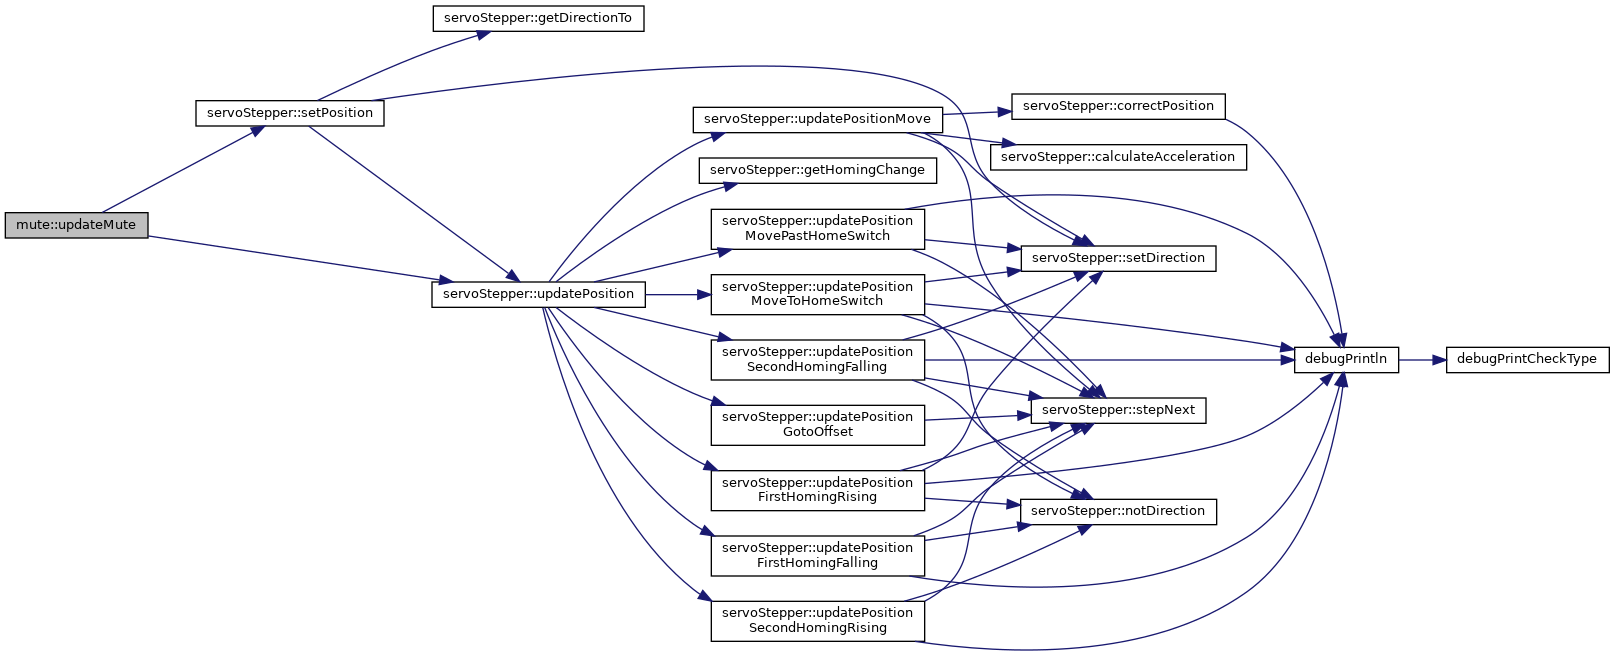 mute::updateMute
servoStepper::setPosition
servoStepper::getDirectionTo
servoStepper::updatePosition
servoStepper::updatePositionMove
servoStepper::getHomingChange
servoStepper::updatePosition
MovePastHomeSwitch
servoStepper::updatePosition
MoveToHomeSwitch
servoStepper::updatePosition
SecondHomingFalling
servoStepper::updatePosition
GotoOffset
servoStepper::updatePosition
FirstHomingRising
servoStepper::updatePosition
FirstHomingFalling
servoStepper::updatePosition
SecondHomingRising
servoStepper::correctPosition
servoStepper::calculateAcceleration
servoStepper::setDirection
servoStepper::stepNext
servoStepper::notDirection
debugPrintln
debugPrintCheckType